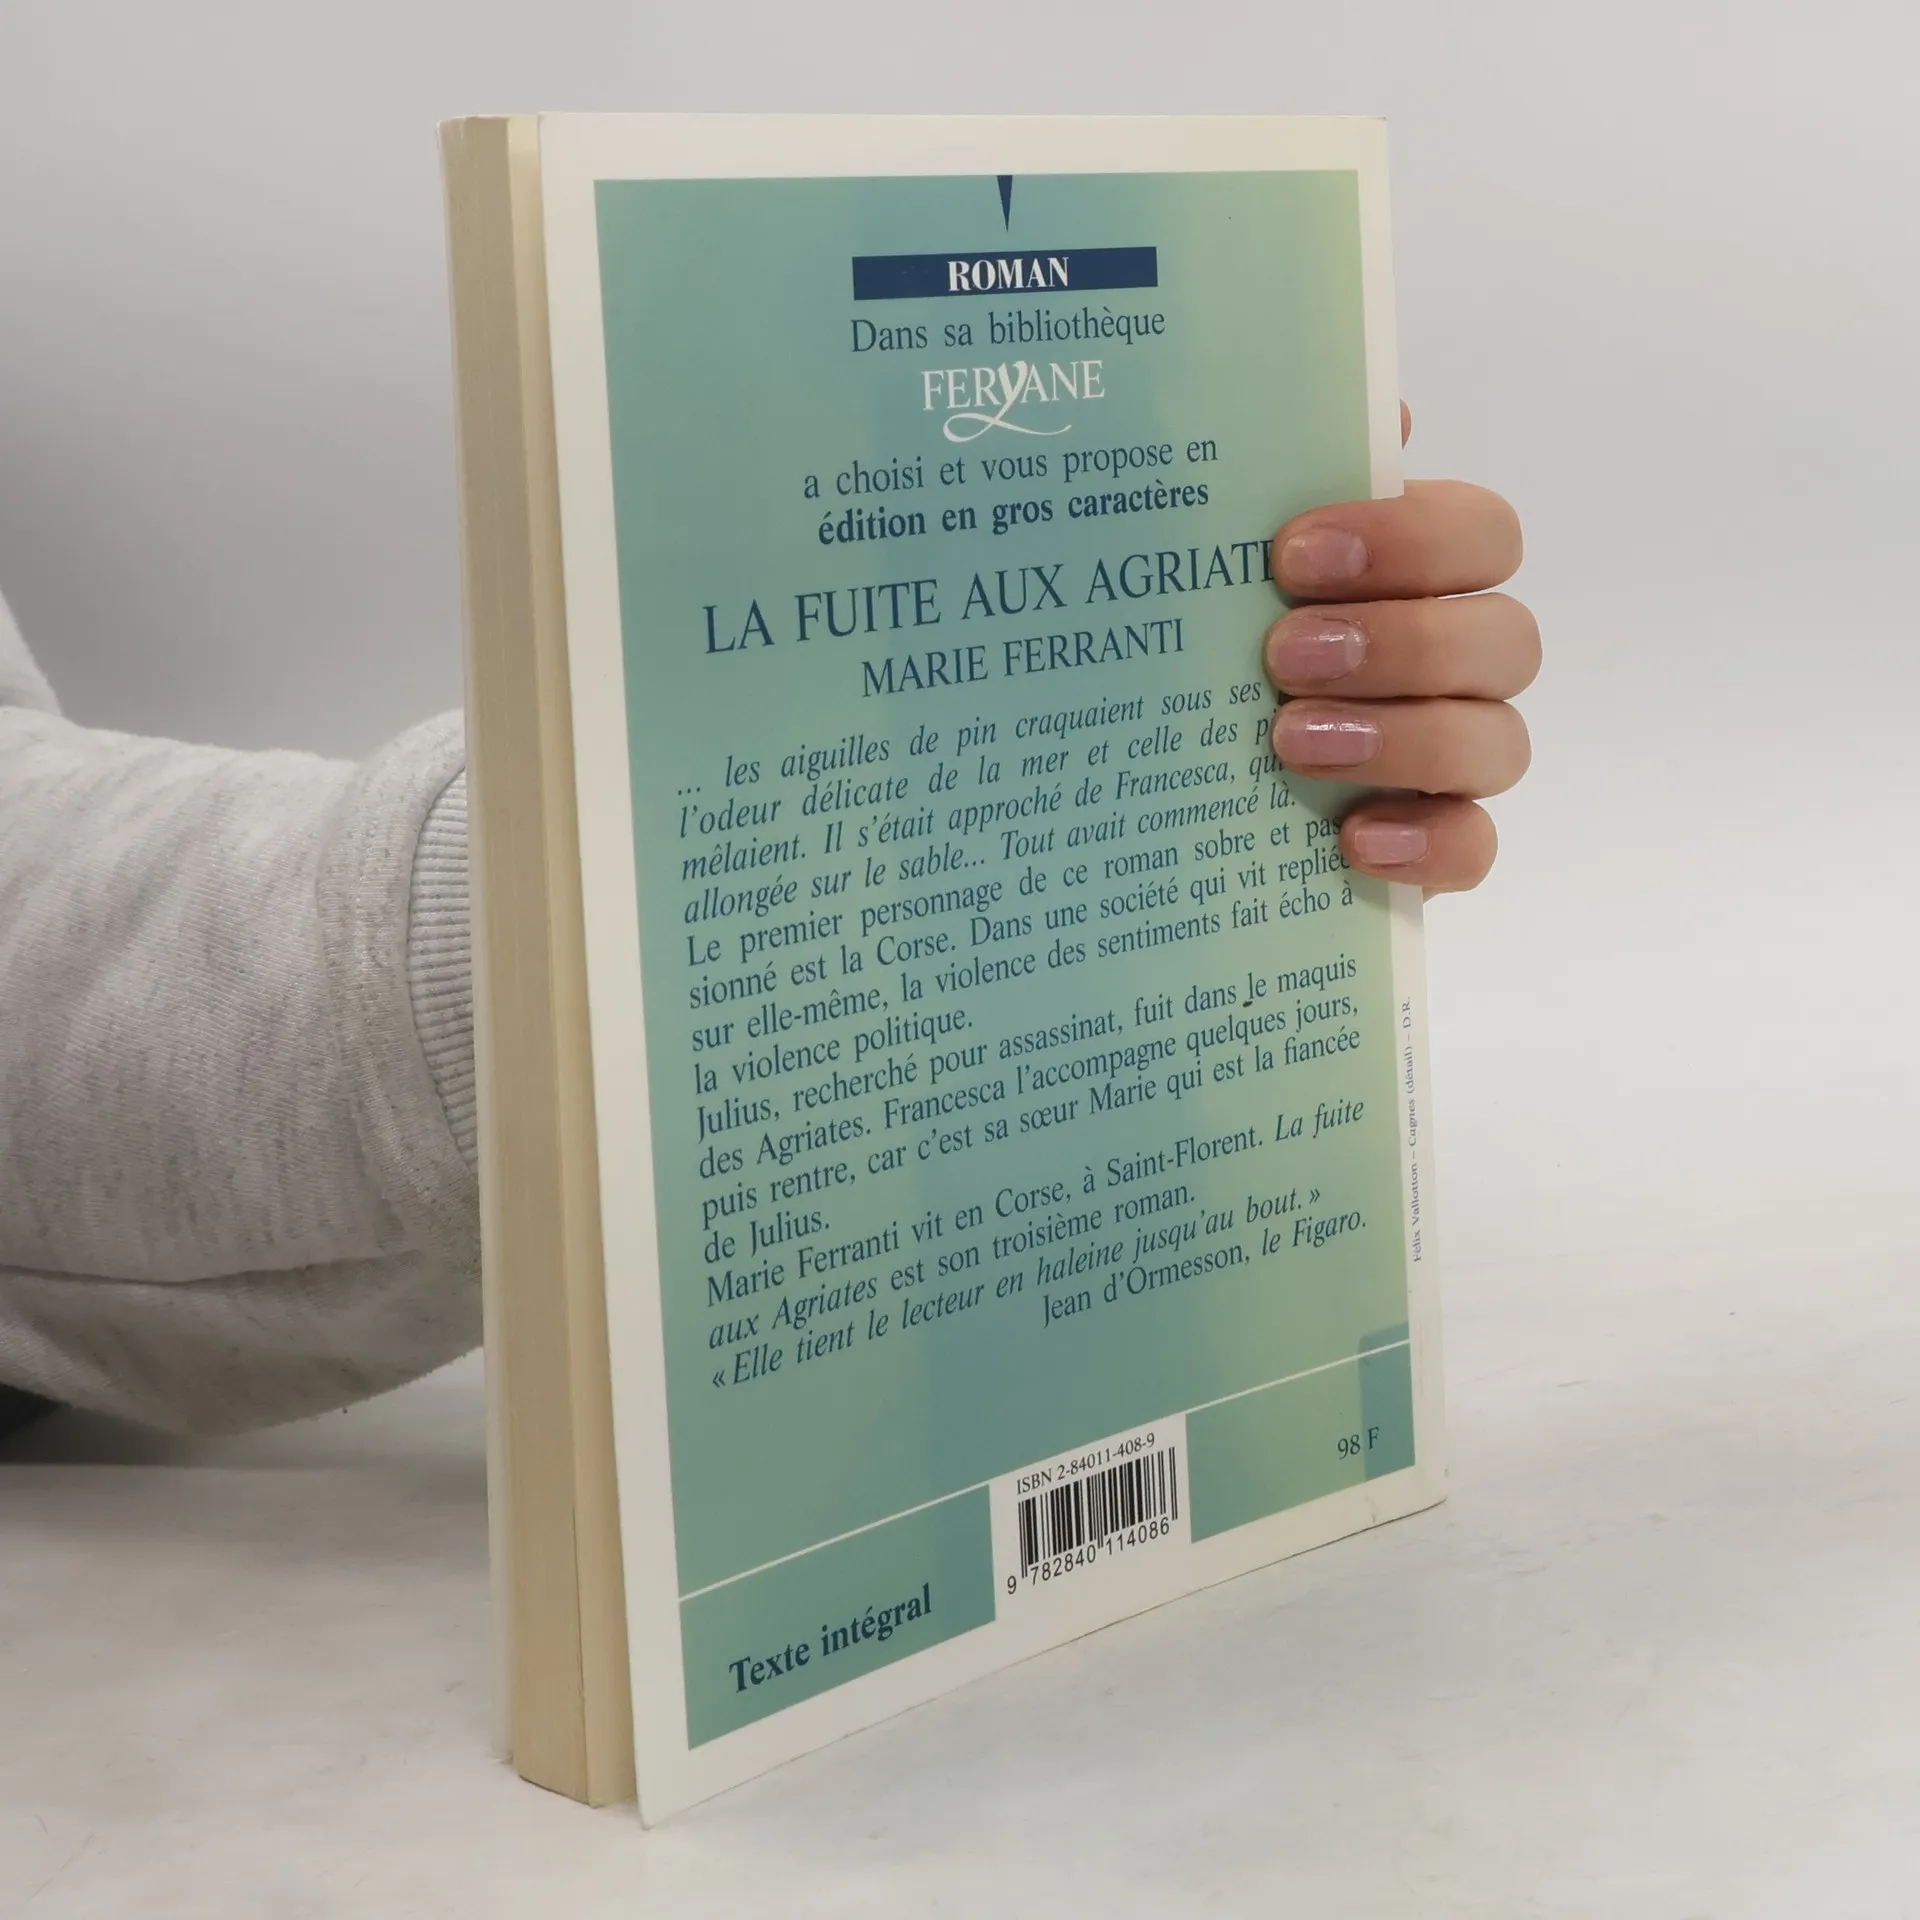 ROMAN
Dans sa bibliothèque
FERYANE
a choisi et vous propose en
édition en gros caractères
LA FUITE AUX AGRIATE
MARIE FERRANTI
... les aiguilles de pin craquaient sous ses
l'odeur délicate de la mer et celle des
mêlaient. Il s'était approché de Francesca,
allongée sur le sable... Tout avait commencé là.
Le premier personnage de ce roman sobre et pas-
sionné est la Corse. Dans une société qui vit repliée
sur elle-même, la violence des sentiments fait écho à
la violence politique.
Julius, recherché pour assassinat, fuit dans le maquis
des Agriates. Francesca l'accompagne quelques jours,
puis rentre, car c'est sa sœur Marie qui est la fiancée
de Julius.
Marie Ferranti vit en Corse, à Saint-Florent. La fuite
aux Agriates est son troisième roman.
« Elle tient le lecteur en haleine jusqu'au bout. »
Jean d'Ormesson, le Figaro.
Félix Vallotton – Cagnes (détail) – D.R.
98 F
ISBN 2-84011-408-9
9 782840 114086
Texte intégral